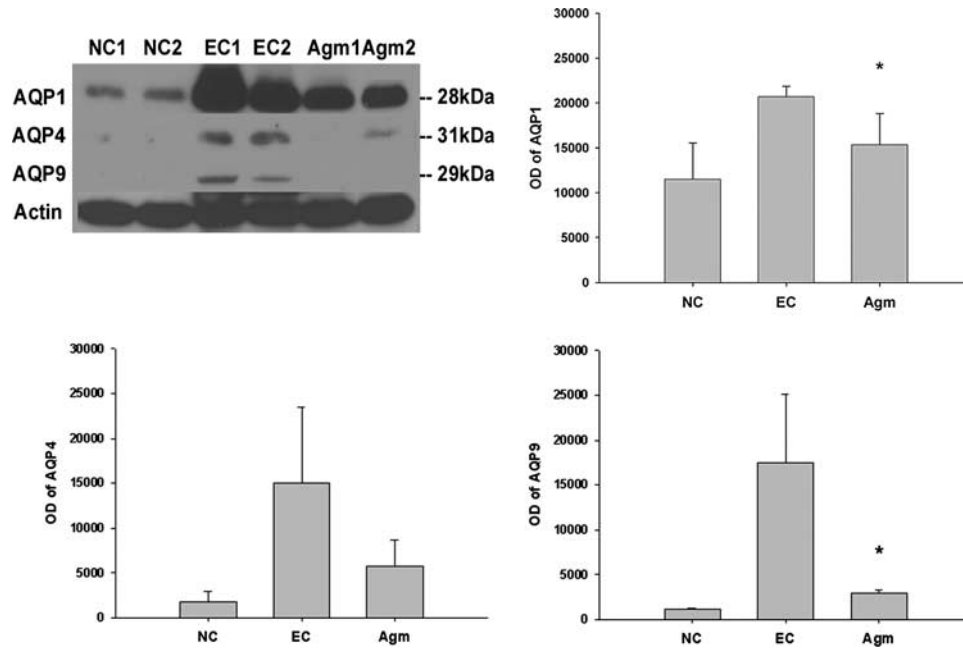 NC1 NC2 EC1 EC2 Agm1 Agm2
AQP1 -- 28kDa
AQP4 -- 31kDa
AQP9 -- 29kDa
Actin
OD of AQP1
30000
25000
20000
15000
10000
5000
0
*
NC EC Agm
OD of AQP4
30000
25000
20000
15000
10000
5000
0
NC EC Agm
OD of AQP9
30000
25000
20000
15000
10000
5000
0
*
NC EC Agm